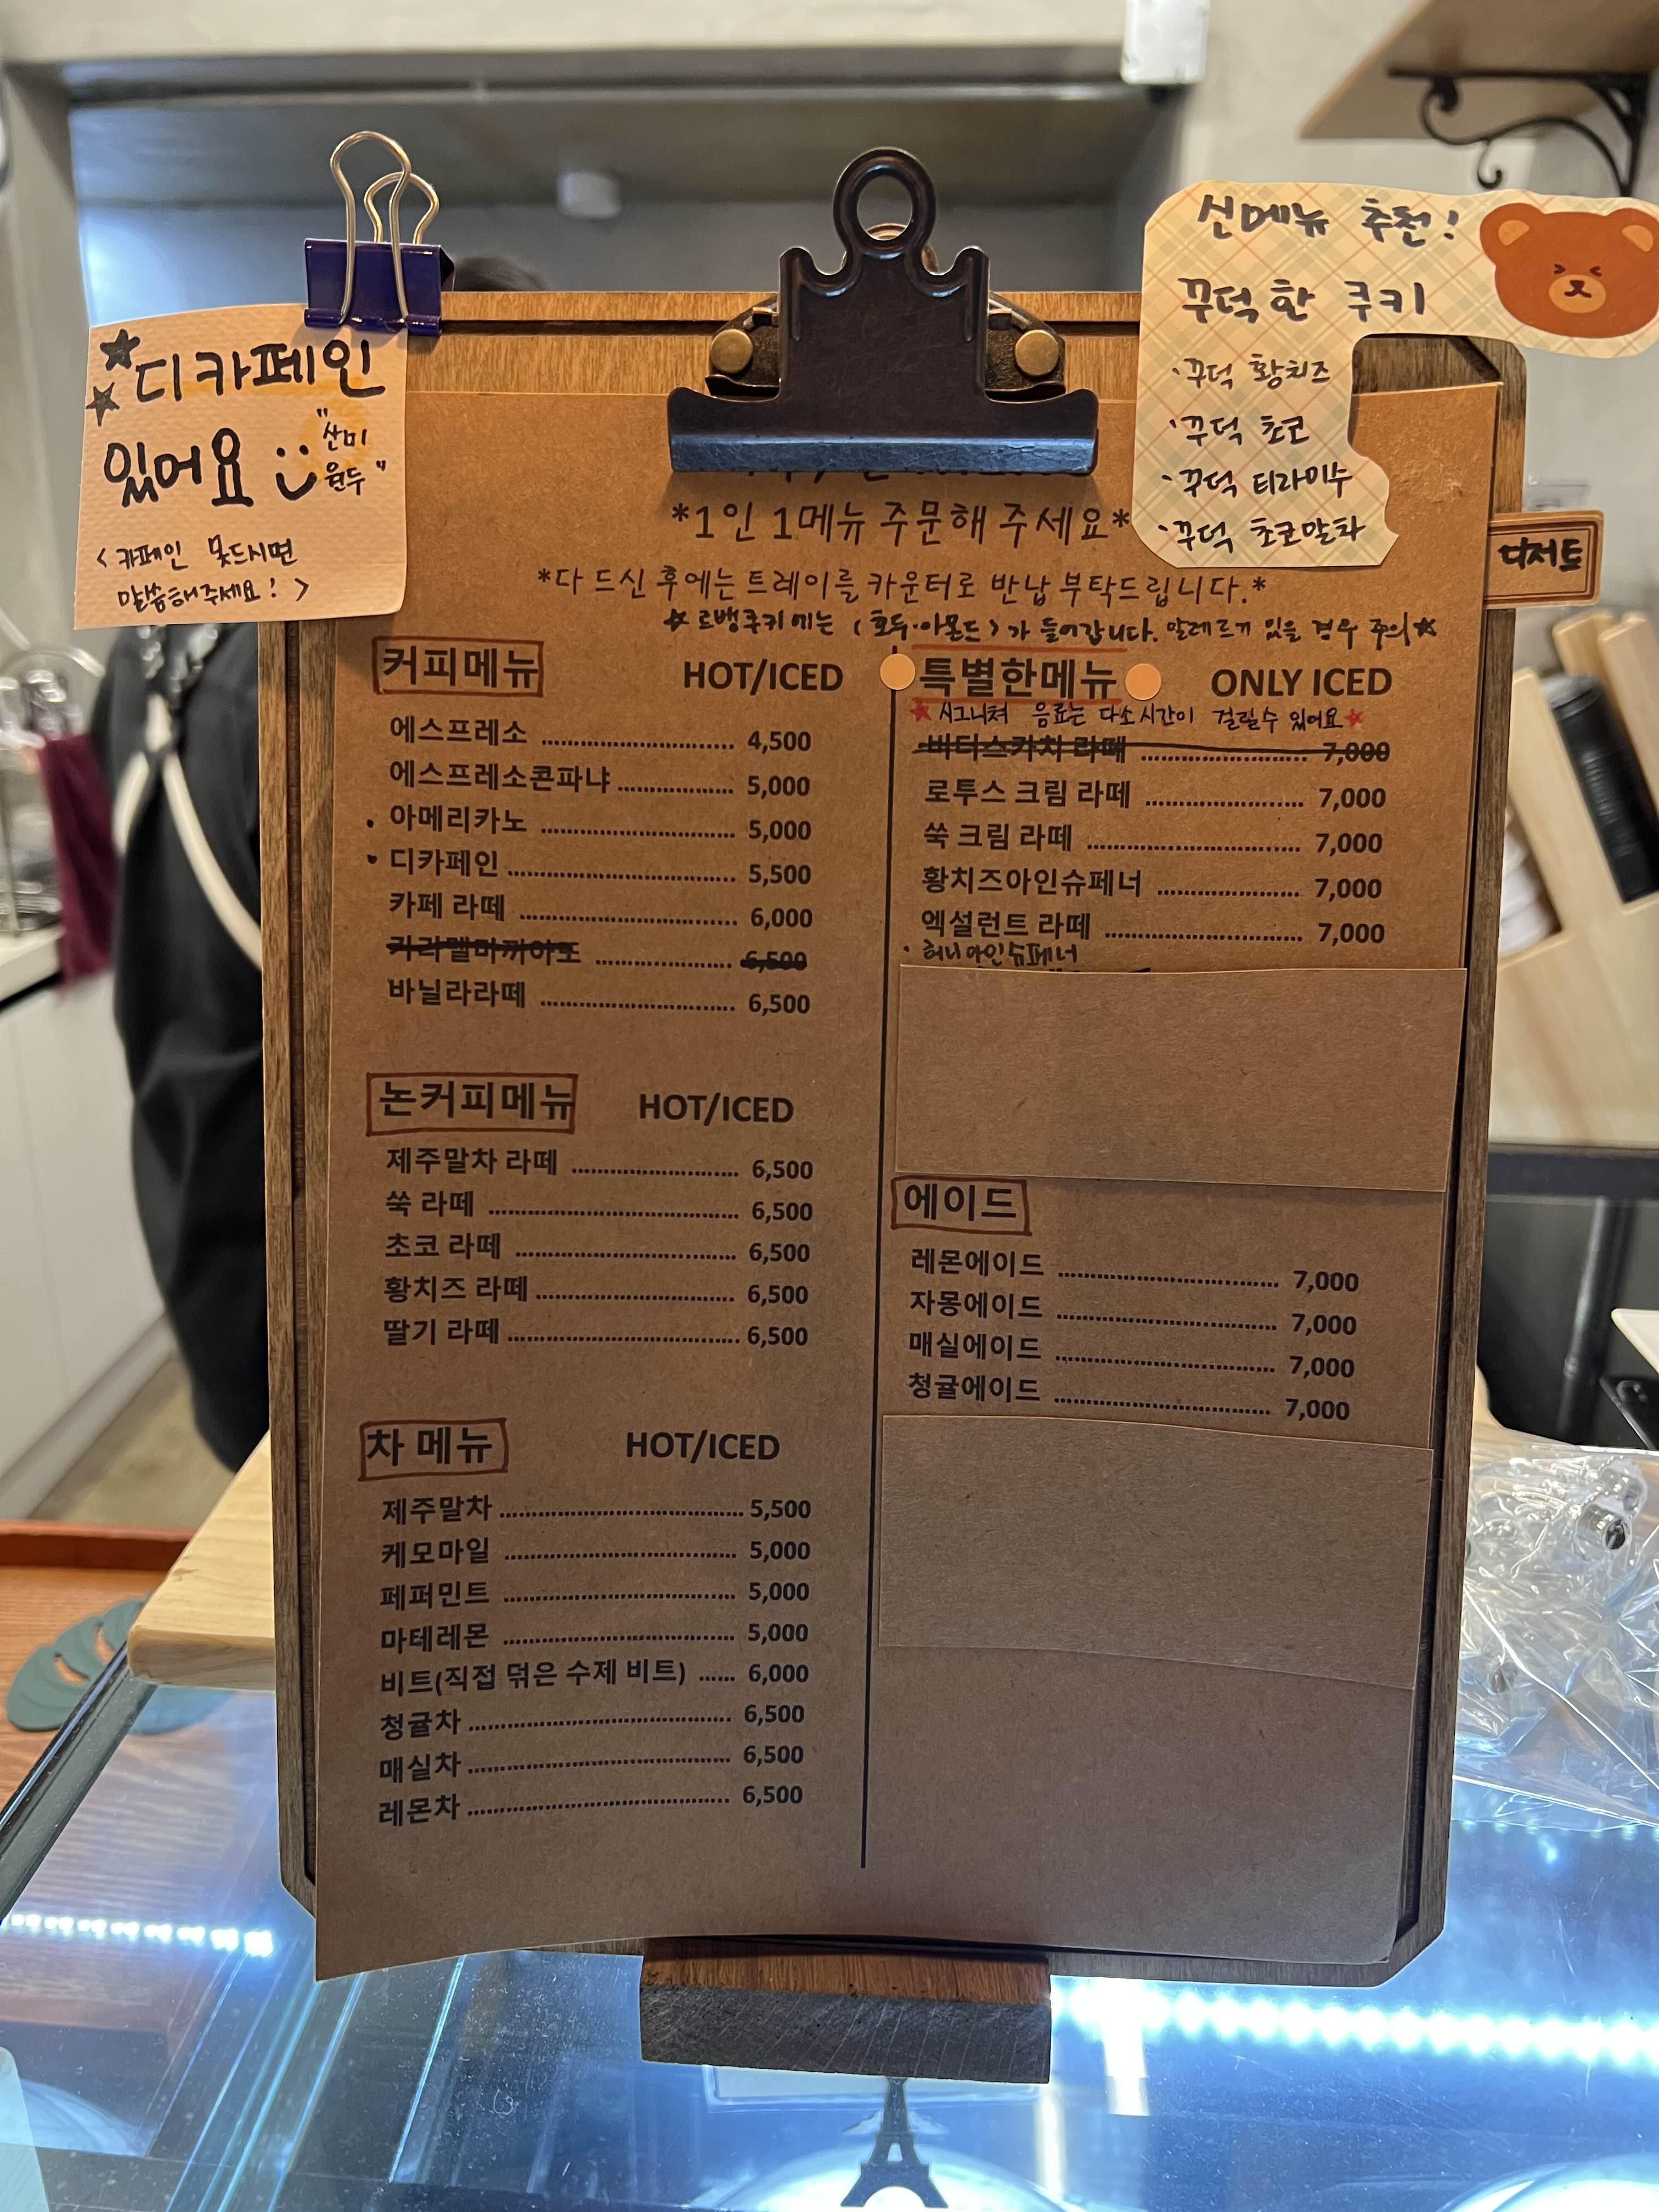 디카페인
있어요
"산미
원두"
<카페인 못드시면
말씀해주세요!>
신메뉴 추천!
꾸덕한 쿠키
·꾸덕 황치즈
·꾸덕 초코
·꾸덕 티라미수
·꾸덕 초코말차
디저트
*1인 1메뉴 주문해 주세요*
*다 드신 후에는 트레이를 카운터로 반납 부탁드립니다.*
☆르뱅쿠키에는 (호두·아몬드)가 들어갑니다. 알레르기 있을 경우 주의☆
커피메뉴 HOT/ICED
에스프레소 4,500
에스프레소콘파냐 5,000
·아메리카노 5,000
·디카페인 5,500
카페 라떼 6,000
카라멜마끼아또 6,500
바닐라라떼 6,500
논커피메뉴 HOT/ICED
제주말차 라떼 6,500
쑥 라떼 6,500
초코 라떼 6,500
황치즈 라떼 6,500
딸기 라떼 6,500
차 메뉴 HOT/ICED
제주말차 5,500
케모마일 5,000
페퍼민트 5,000
마테레몬 5,000
비트(직접 덖은 수제 비트) 6,000
청귤차 6,500
매실차 6,500
레몬차 6,500
특별한메뉴 ONLY ICED
★시그니쳐 음료는 다소 시간이 걸릴 수 있어요★
버터스카치 라떼 7,000
로투스 크림 라떼 7,000
쑥 크림 라떼 7,000
황치즈아인슈페너 7,000
엑설런트 라떼 7,000
·허니아인슈페너
에이드
레몬에이드 7,000
자몽에이드 7,000
매실에이드 7,000
청귤에이드 7,000